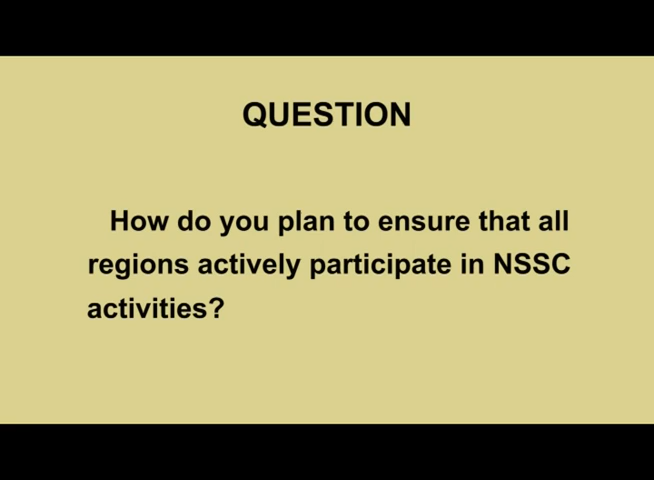 QUESTION
How do you plan to ensure that all
regions actively participate in NSSC
activities?